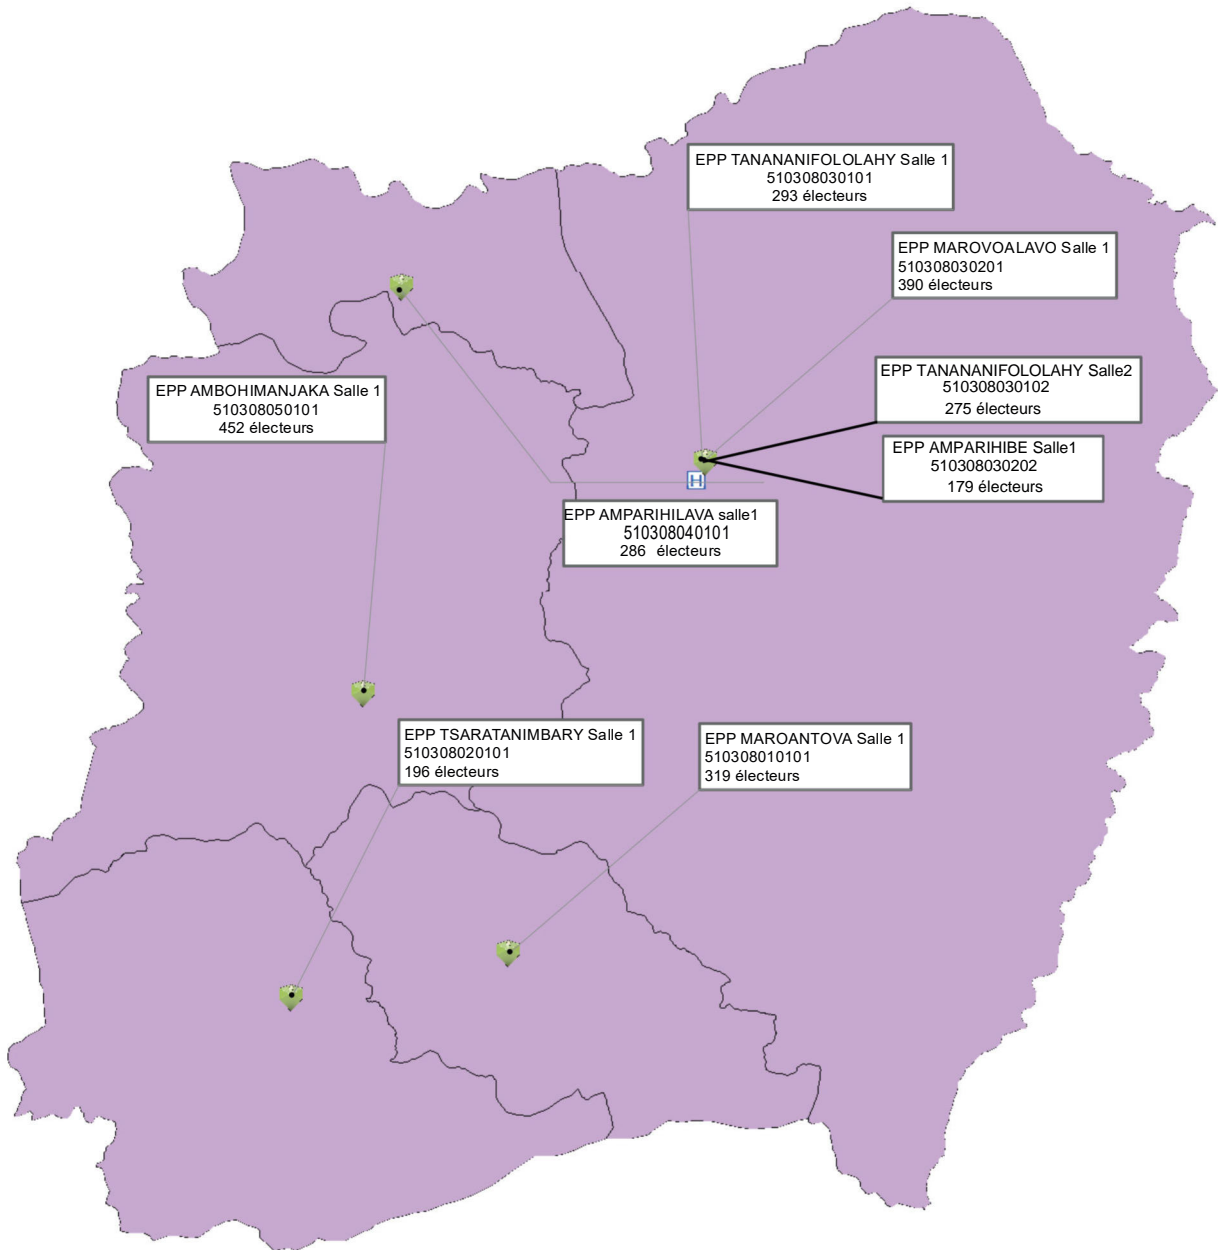 EPP TANANANIFOLOLAHY Salle 1
510308030101
293 électeurs
EPP MAROVOALAVO Salle 1
510308030201
390 électeurs
EPP TANANANIFOLOLAHY Salle2
510308030102
275 électeurs
EPP AMBOHIMANJAKA Salle 1
510308050101
452 électeurs
EPP AMPARIHIBE Salle1
510308030202
179 électeurs
H
EPP AMPARIHILAVA salle1
510308040101
286 électeurs
EPP TSARATANIMBARY Salle 1
510308020101
196 électeurs
EPP MAROANTOVA Salle 1
510308010101
319 électeurs